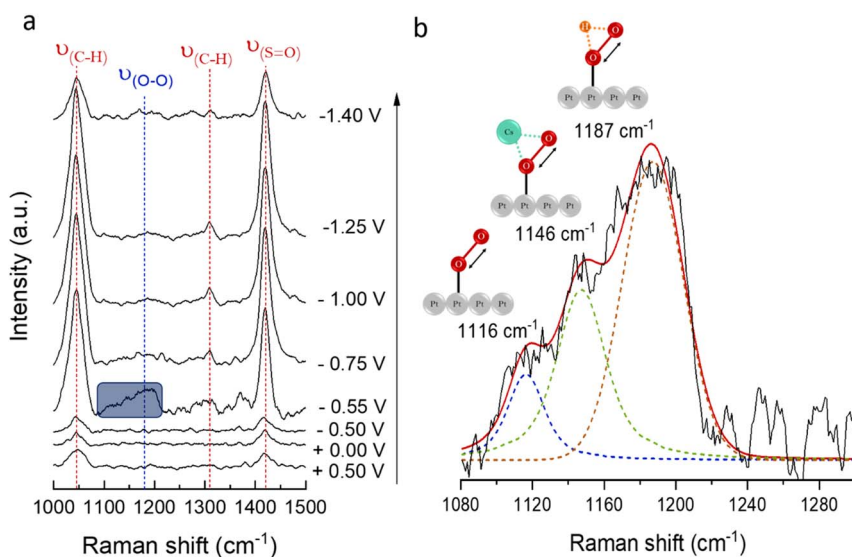 a
υ(C-H)
υ(O-O)
υ(C-H)
υ(S=O)
-1.40 V
-1.25 V
-1.00 V
-0.75 V
- 0.55 V
- 0.50 V
+ 0.00 V
+ 0.50 V
Intensity (a.u.)
1000 1100 1200 1300 1400 1500
Raman shift (cm-1)
b
H O
O
Pt Pt Pt Pt
1187 cm-1
Cs O
O
Pt Pt Pt Pt
1146 cm-1
O
O
Pt Pt Pt Pt
1116 cm-1
1080 1120 1160 1200 1240 1280
Raman shift (cm-1)